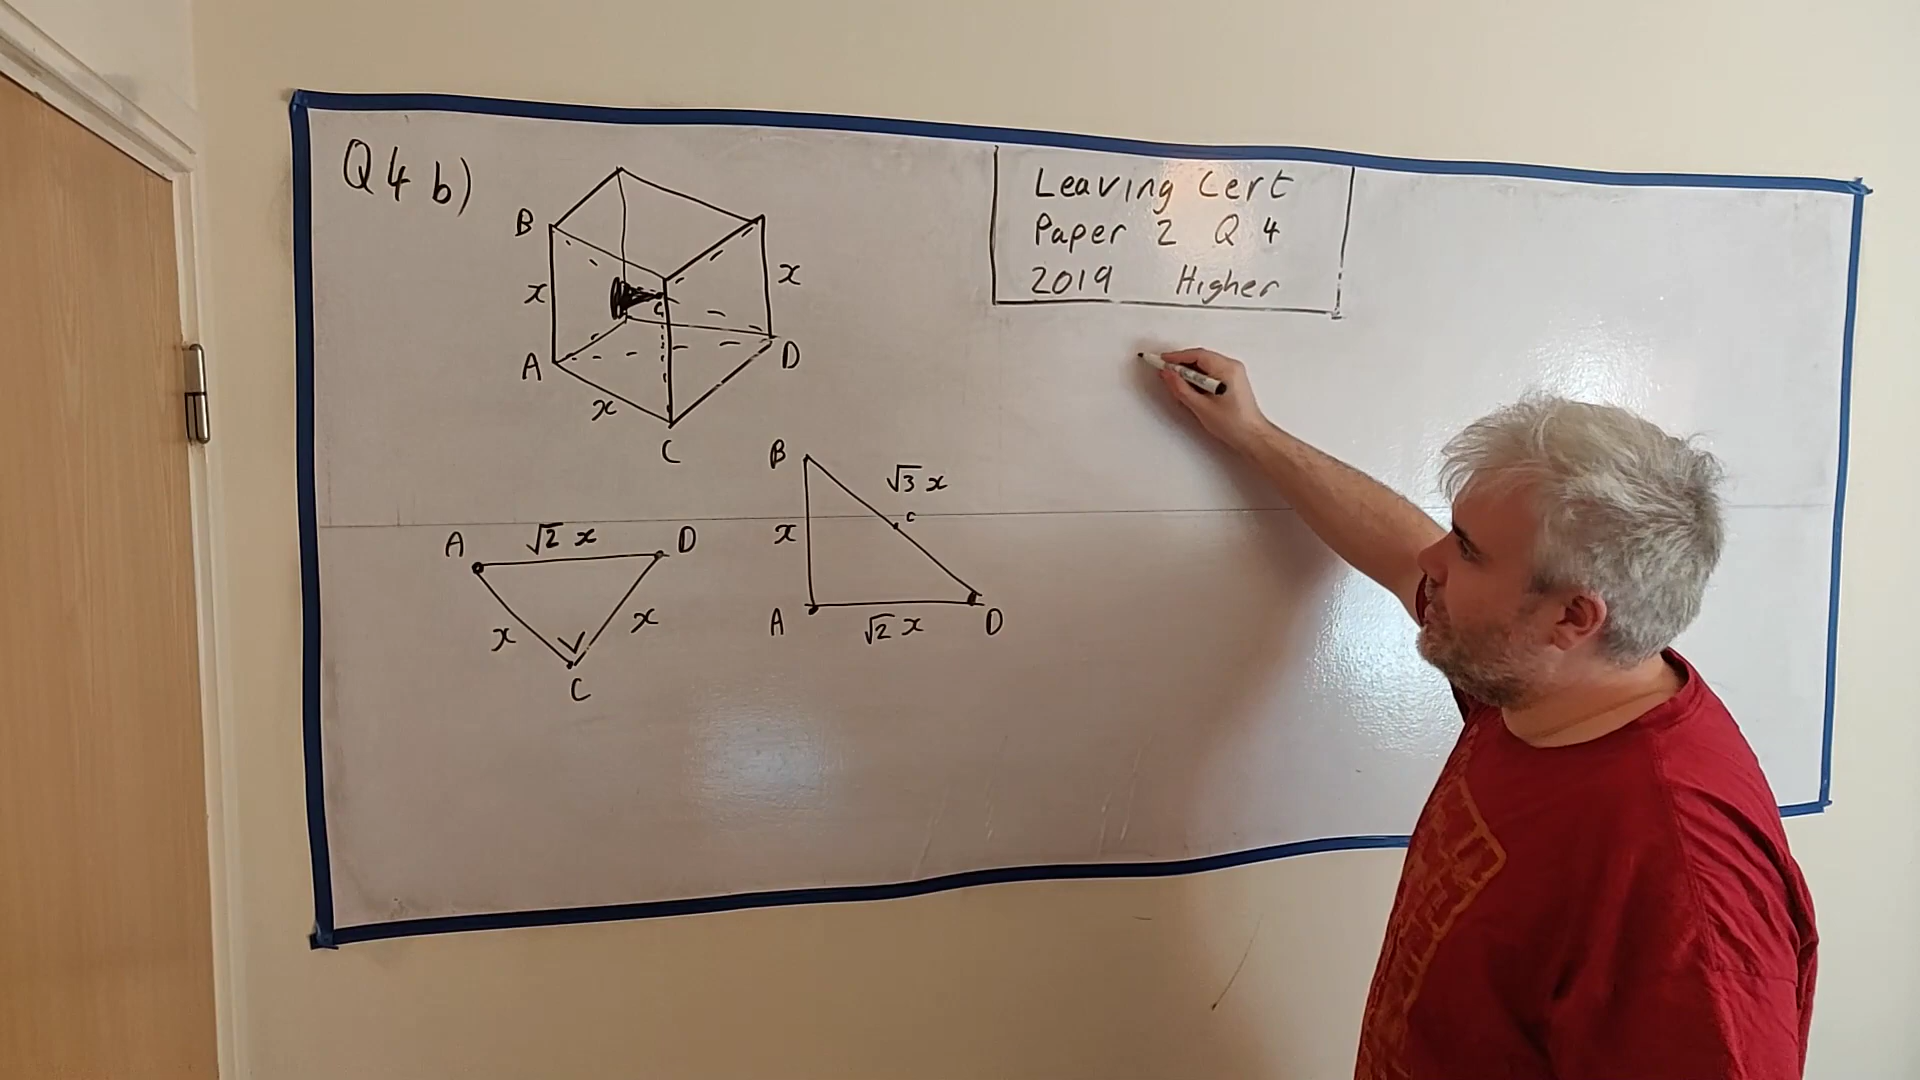 Q4 b)
Leaving Cert
Paper 2 Q 4
2019 Higher
B
x
x
c
A
D
x
C
B
√3 x
c
x
A
√2 x
D
A
√2 x
D
x
x
C